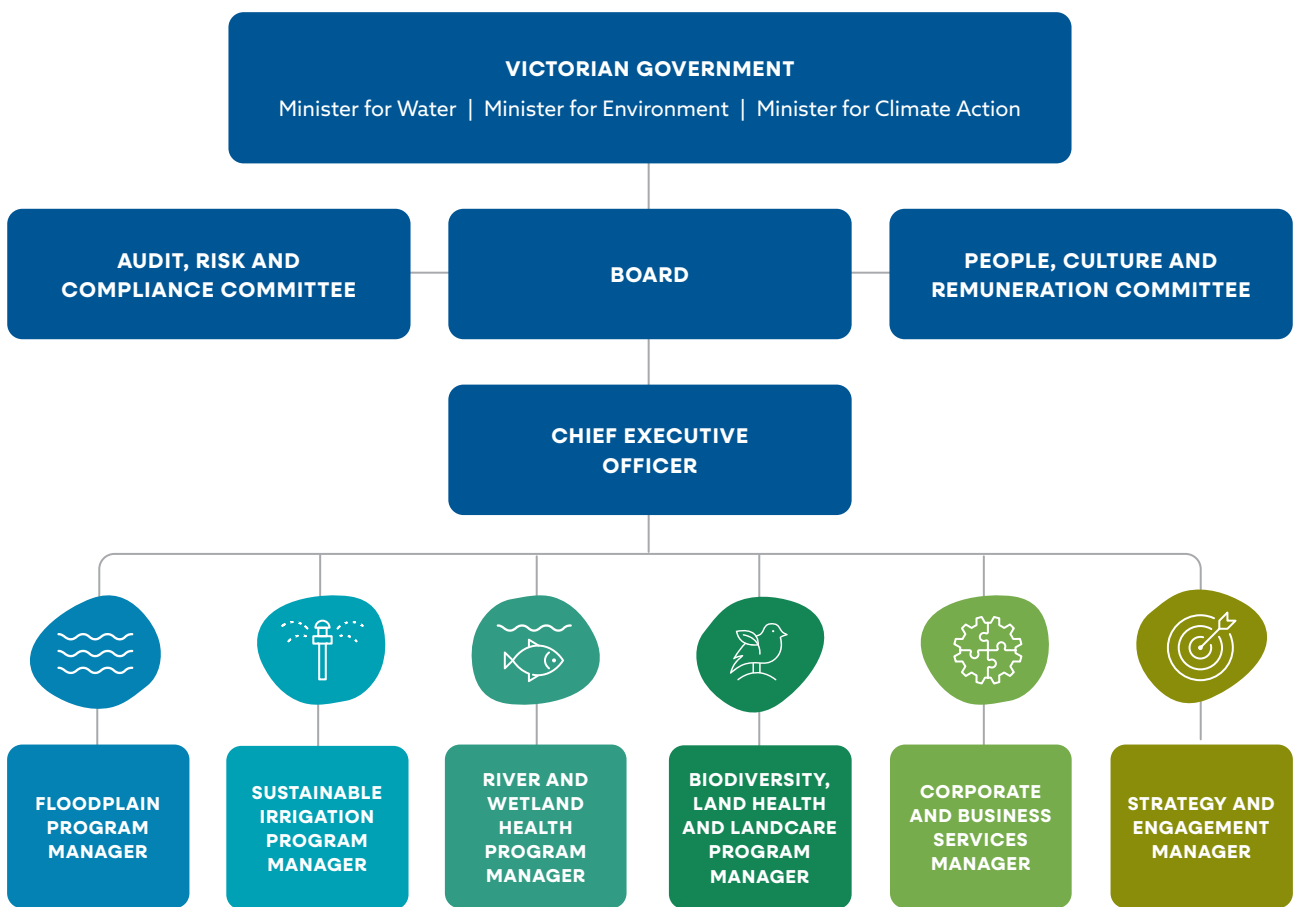 VICTORIAN GOVERNMENT
Minister for Water | Minister for Environment | Minister for Climate Action
AUDIT, RISK AND
COMPLIANCE COMMITTEE
BOARD
PEOPLE, CULTURE AND
REMUNERATION COMMITTEE
CHIEF EXECUTIVE
OFFICER
FLOODPLAIN
PROGRAM
MANAGER
SUSTAINABLE
IRRIGATION
PROGRAM
MANAGER
RIVER AND
WETLAND
HEALTH
PROGRAM
MANAGER
BIODIVERSITY,
LAND HEALTH
AND LANDCARE
PROGRAM
MANAGER
CORPORATE
AND BUSINESS
SERVICES
MANAGER
STRATEGY AND
ENGAGEMENT
MANAGER